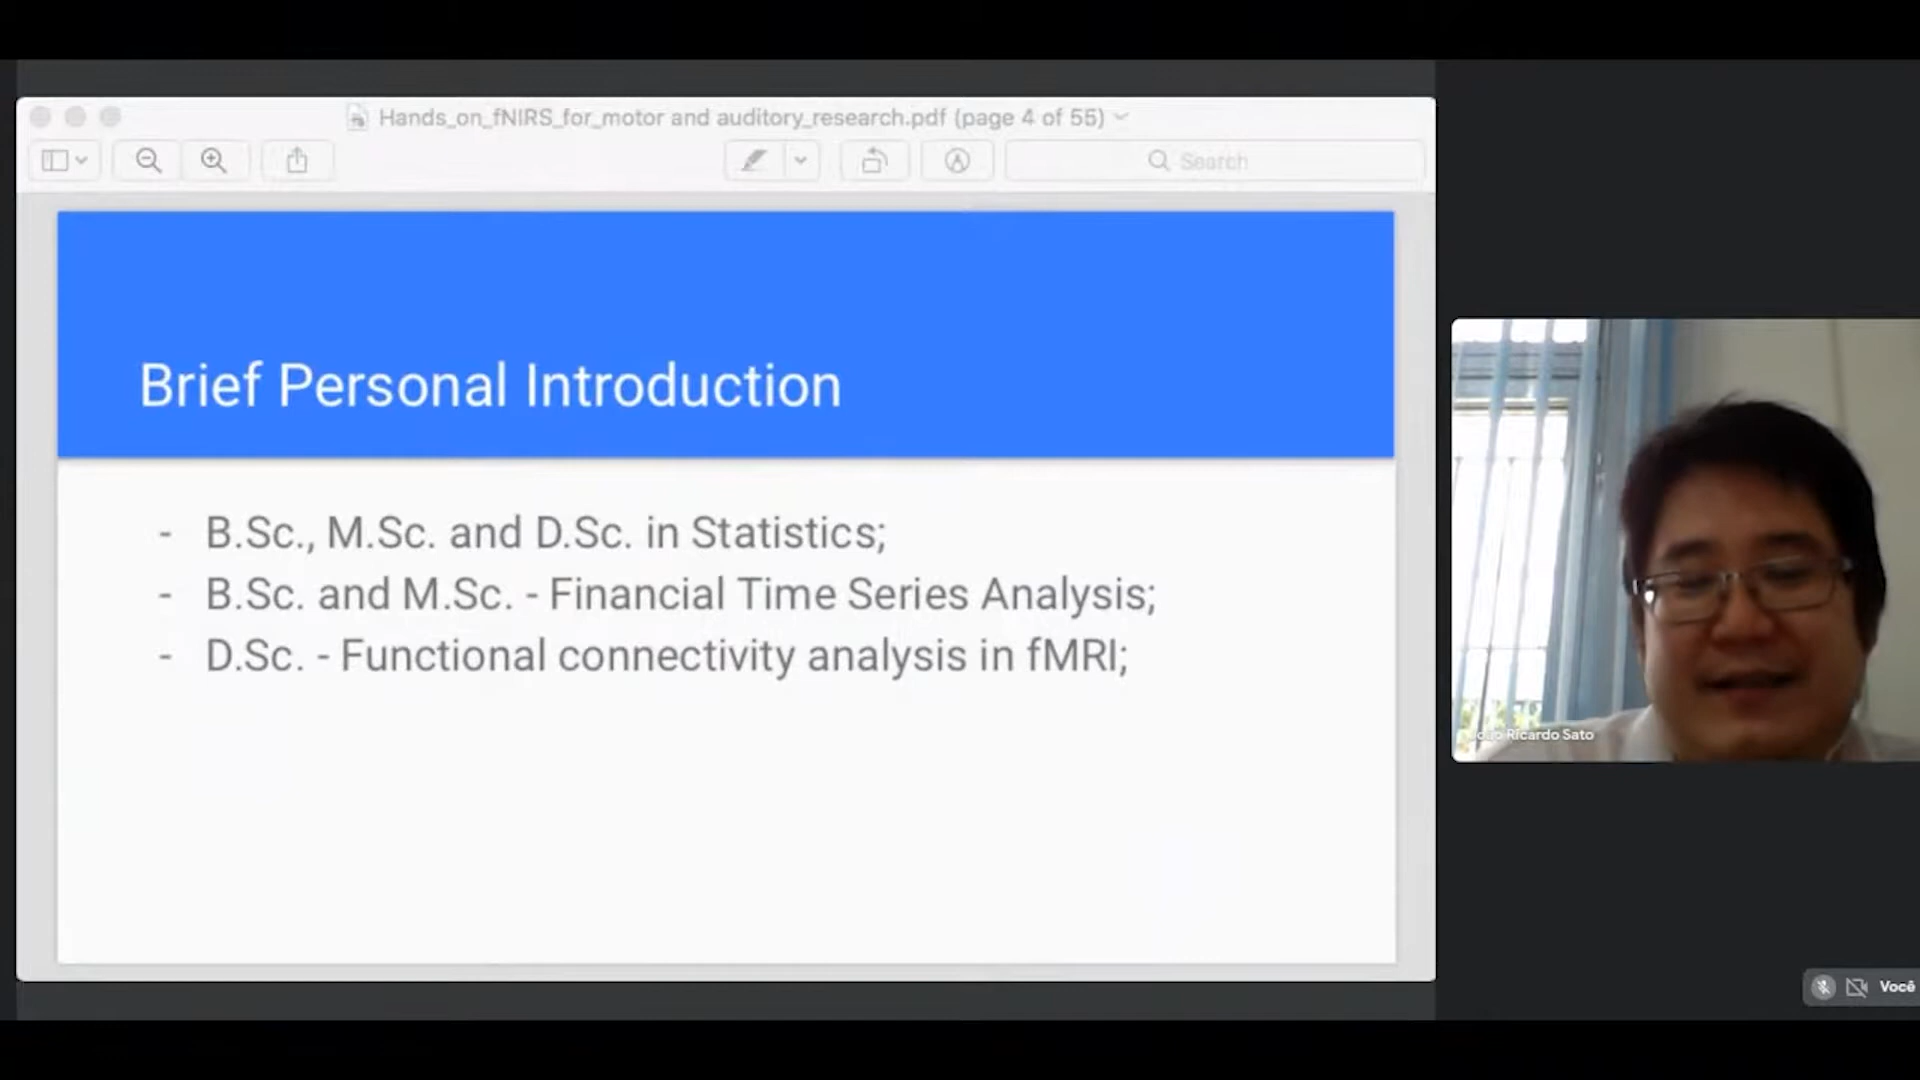 Hands_on_fNIRS_for_motor and auditory_research.pdf (page 4 of 55)
Search
Brief Personal Introduction
- B.Sc., M.Sc. and D.Sc. in Statistics;
- B.Sc. and M.Sc. - Financial Time Series Analysis;
- D.Sc. - Functional connectivity analysis in fMRI;
Ricardo Sato
Você